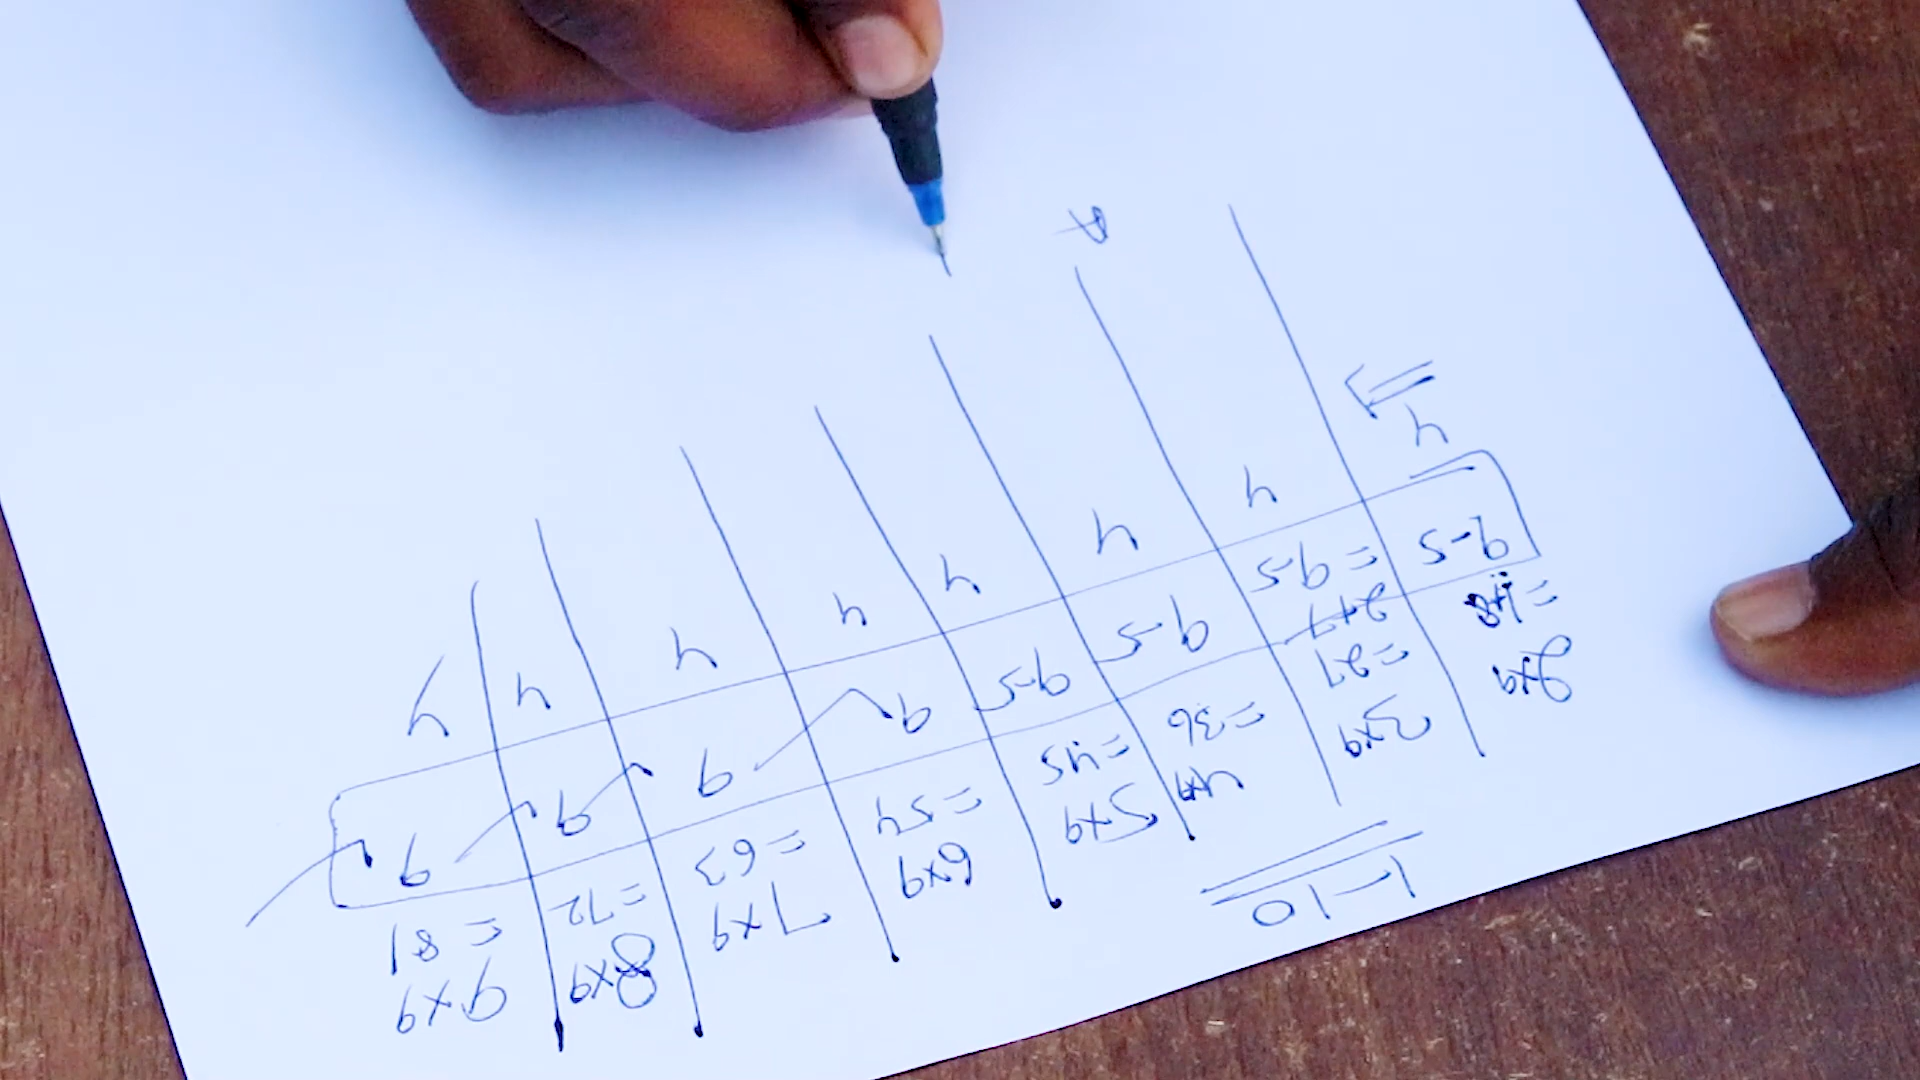 1-10
2x9 3x9 4x9 5x9 6x9 7x9 8x9 9x9
=18 =27 =36 =45 =54 =63 =72 =81
2+7
9-5 =9-5 9-5 9-5 9 9 9 9
4 4 4 4 4 4 4 4
A